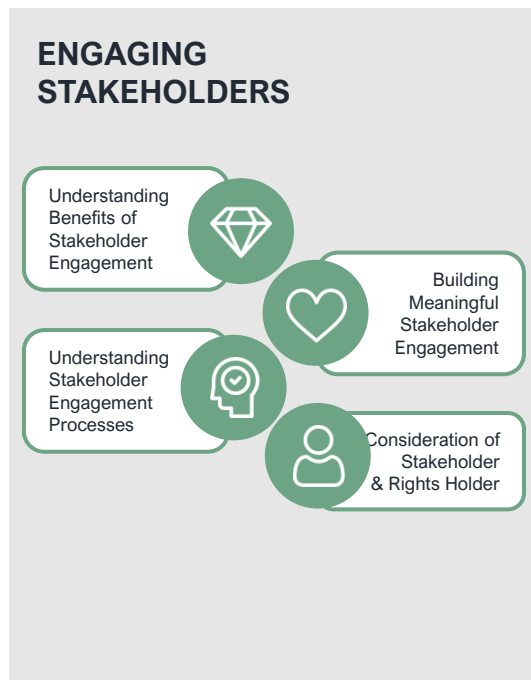 ENGAGING
STAKEHOLDERS
Understanding
Benefits of
Stakeholder
Engagement
Building
Meaningful
Stakeholder
Engagement
Understanding
Stakeholder
Engagement
Processes
Consideration of
Stakeholder
& Rights Holder